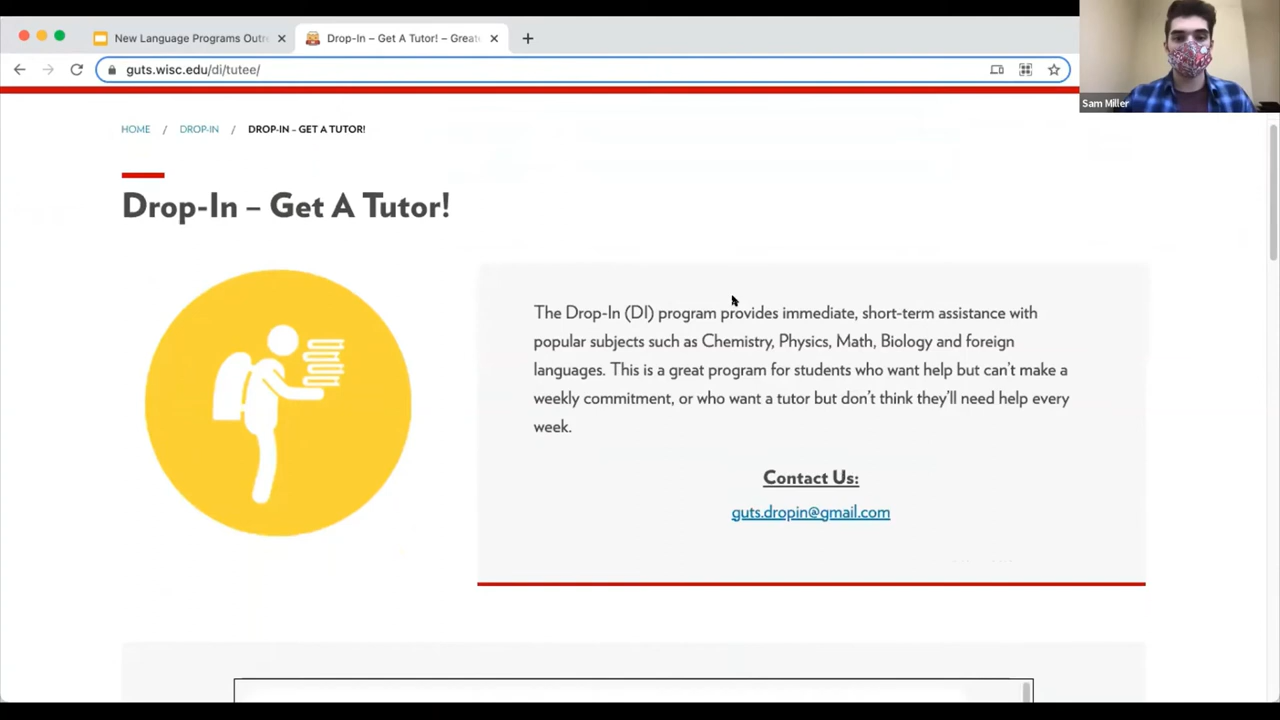 New Language Programs Outr
Drop-In – Get A Tutor! – Great
guts.wisc.edu/di/tutee/
Sam Miller
HOME / DROP-IN / DROP-IN – GET A TUTOR!
Drop-In – Get A Tutor!
The Drop-In (DI) program provides immediate, short-term assistance with
popular subjects such as Chemistry, Physics, Math, Biology and foreign
languages. This is a great program for students who want help but can't make a
weekly commitment, or who want a tutor but don't think they'll need help every
week.
Contact Us:
guts.dropin@gmail.com